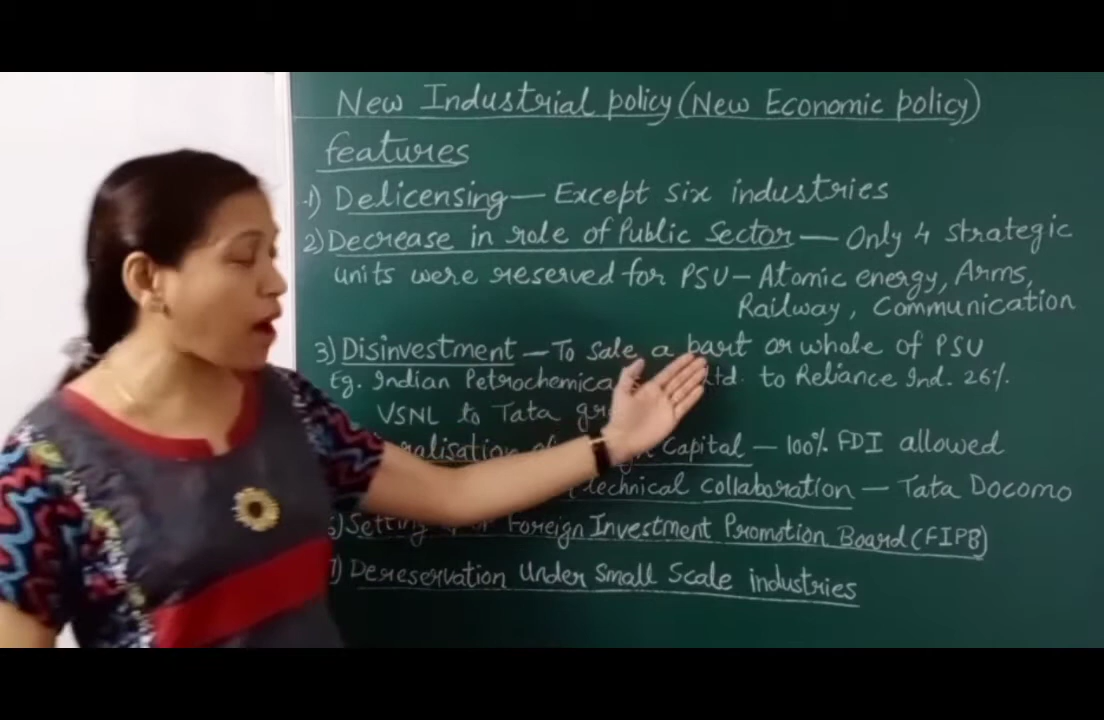 New Industrial policy (New Economic policy)
features
1) Delicensing — Except six industries
2) Decrease in role of Public Sector — Only 4 strategic
units were reserved for PSU — Atomic energy, Arms,
Railway, Communication
3) Disinvestment — To Sale a part or whole of PSU
Eg. Indian Petrochemica Ltd. to Reliance Ind. 26%.
VSNL to Tata
Capital — 100% FDI allowed
technical collaboration — Tata Docomo
Setting Foreign Investment Promotion Board (FIPB)
7) Dereservation Under Small Scale industries